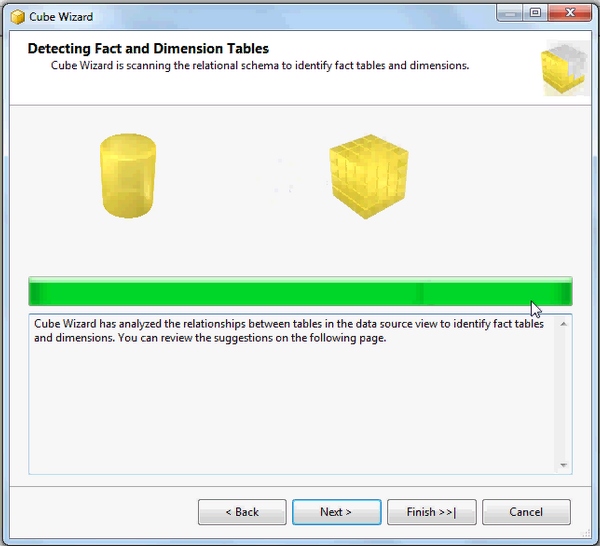 Cube Wizard
Detecting Fact and Dimension Tables
Cube Wizard is scanning the relational schema to identify fact tables and dimensions.
Cube Wizard has analyzed the relationships between tables in the data source view to identify fact tables
and dimensions. You can review the suggestions on the following page.
< Back
Next >
Finish >>|
Cancel